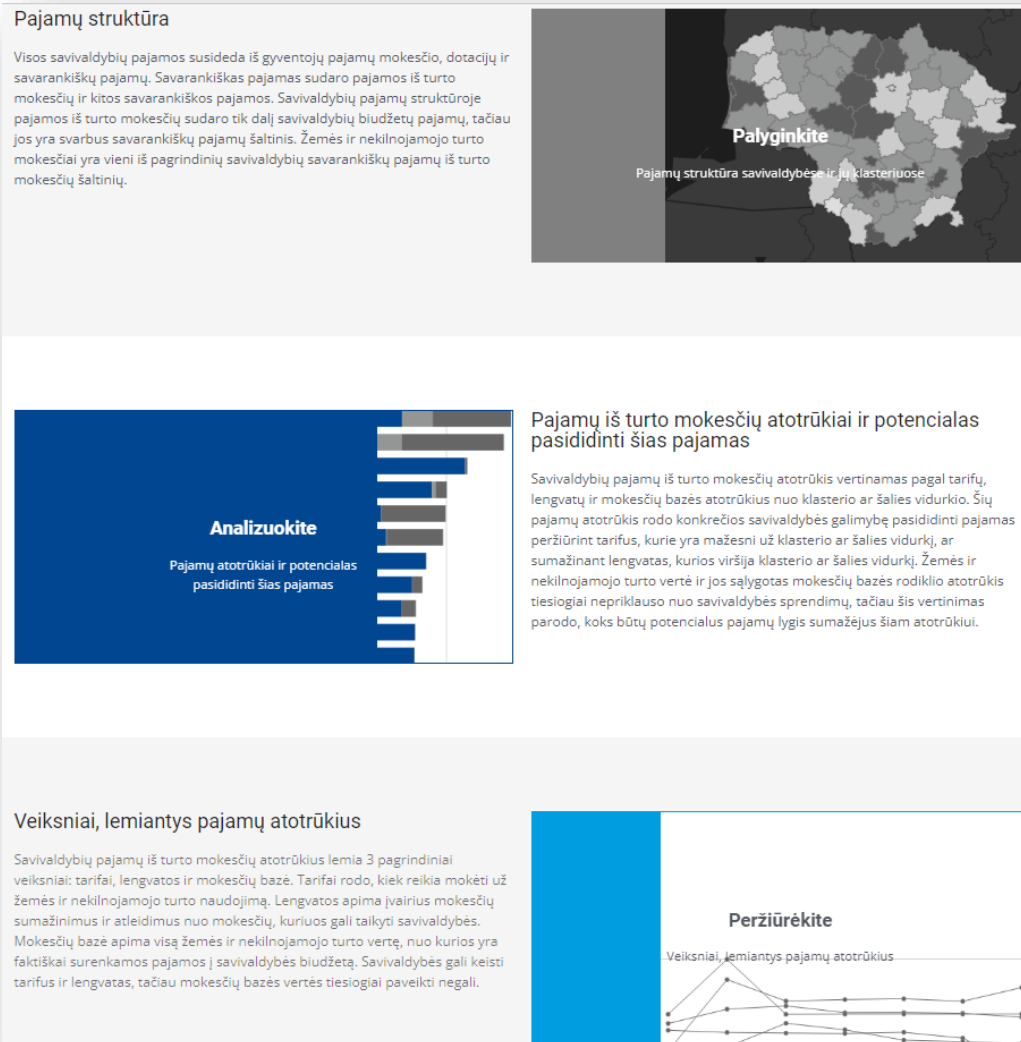 Pajamų struktūra
Visos savivaldybių pajamos susideda iš gyventojų pajamų mokesčio, dotacijų ir
savarankiškų pajamų. Savarankiškas pajamas sudaro pajamos iš turto
mokesčių ir kitos savarankiškos pajamos. Savivaldybių pajamų struktūroje
pajamos iš turto mokesčių sudaro tik dalį savivaldybių biudžetų pajamų, tačiau
jos yra svarbus savarankiškų pajamų šaltinis. Žemės ir nekilnojamojo turto
mokesčiai yra vieni iš pagrindinių savivaldybių savarankiškų pajamų iš turto
mokesčių šaltinių.
Palyginkite
Pajamų struktūra savivaldybėse ir jų klasteriuose
Analizuokite
Pajamų atotrūkiai ir potencialas
pasididinti šias pajamas
Pajamų iš turto mokesčių atotrūkiai ir potencialas
pasididinti šias pajamas
Savivaldybių pajamų iš turto mokesčių atotrūkis vertinamas pagal tarifų,
lengvatų ir mokesčių bazės atotrūkius nuo klasterio ar šalies vidurkio. Šių
pajamų atotrūkis rodo konkrečios savivaldybės galimybę pasididinti pajamas
peržiūrint tarifus, kurie yra mažesni už klasterio ar šalies vidurkį, ar
sumažinant lengvatas, kurios viršija klasterio ar šalies vidurkį. Žemės ir
nekilnojamojo turto vertė ir jos sąlygotas mokesčių bazės rodiklio atotrūkis
tiesiogiai nepriklauso nuo savivaldybės sprendimų, tačiau šis vertinimas
parodo, koks būtų potencialus pajamų lygis sumažėjus šiam atotrūkiui.
Veiksniai, lemiantys pajamų atotrūkius
Savivaldybių pajamų iš turto mokesčių atotrūkius lemia 3 pagrindiniai
veiksniai: tarifai, lengvatos ir mokesčių bazė. Tarifai rodo, kiek reikia mokėti už
žemės ir nekilnojamojo turto naudojimą. Lengvatos apima įvairius mokesčių
sumažinimus ir atleidimus nuo mokesčių, kuriuos gali taikyti savivaldybės.
Mokesčių bazė apima visą žemės ir nekilnojamojo turto vertę, nuo kurios yra
faktiškai surenkamos pajamos į savivaldybės biudžetą. Savivaldybės gali keisti
tarifus ir lengvatas, tačiau mokesčių bazės vertės tiesiogiai paveikti negali.
Peržiūrėkite
Veiksniai, lemiantys pajamų atotrūkius